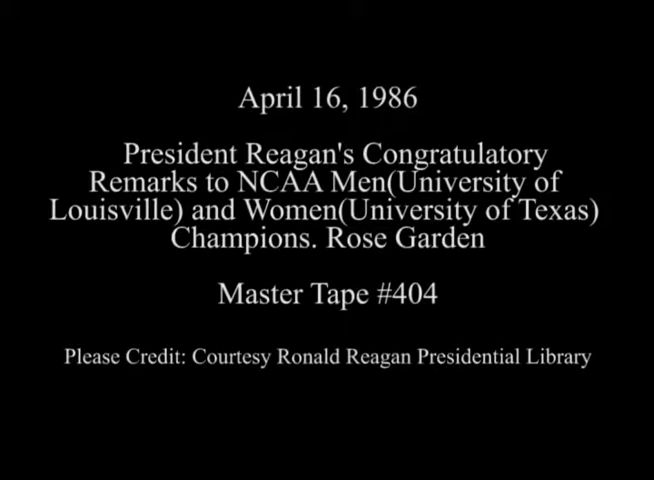 April 16, 1986
President Reagan's Congratulatory
Remarks to NCAA Men(University of
Louisville) and Women(University of Texas)
Champions. Rose Garden
Master Tape #404
Please Credit: Courtesy Ronald Reagan Presidential Library